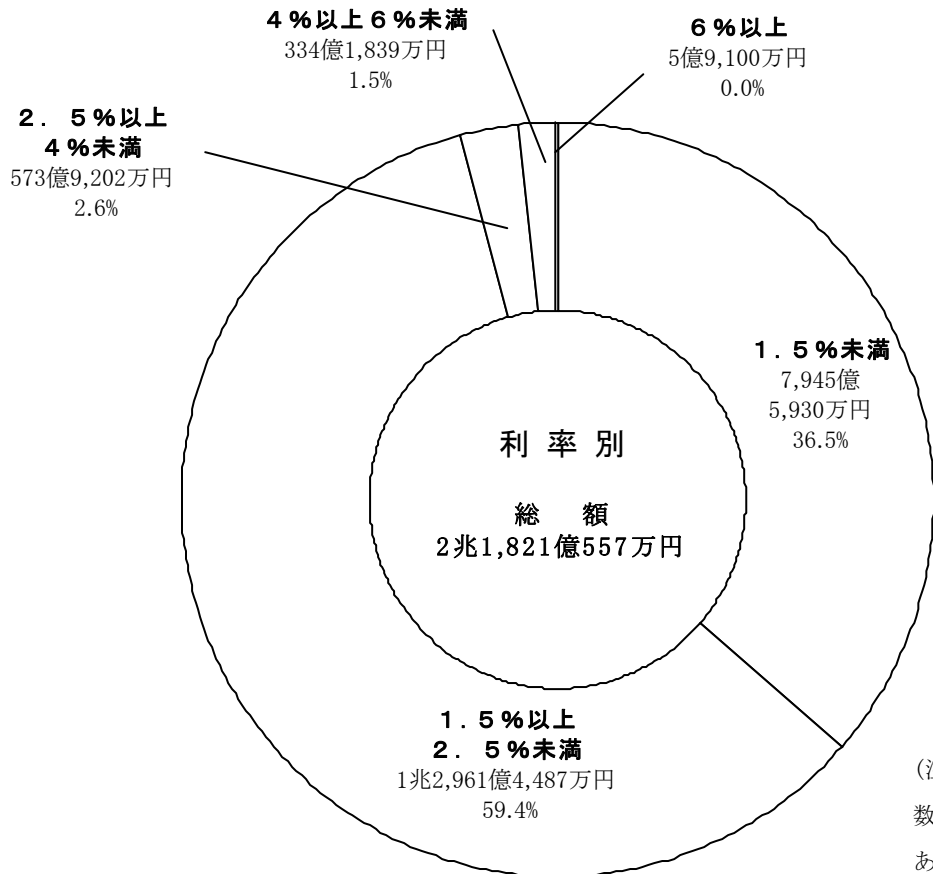 4%以上6%未満
334億1,839万円
1.5%
6%以上
5億9,100万円
0.0%
2.5%以上
4%未満
573億9,202万円
2.6%
1.5%未満
7,945億
5,930万円
36.5%
利率別
総 額
2兆1,821億557万円
1.5%以上
2.5%未満
1兆2,961億4,487万円
59.4%
数
あ